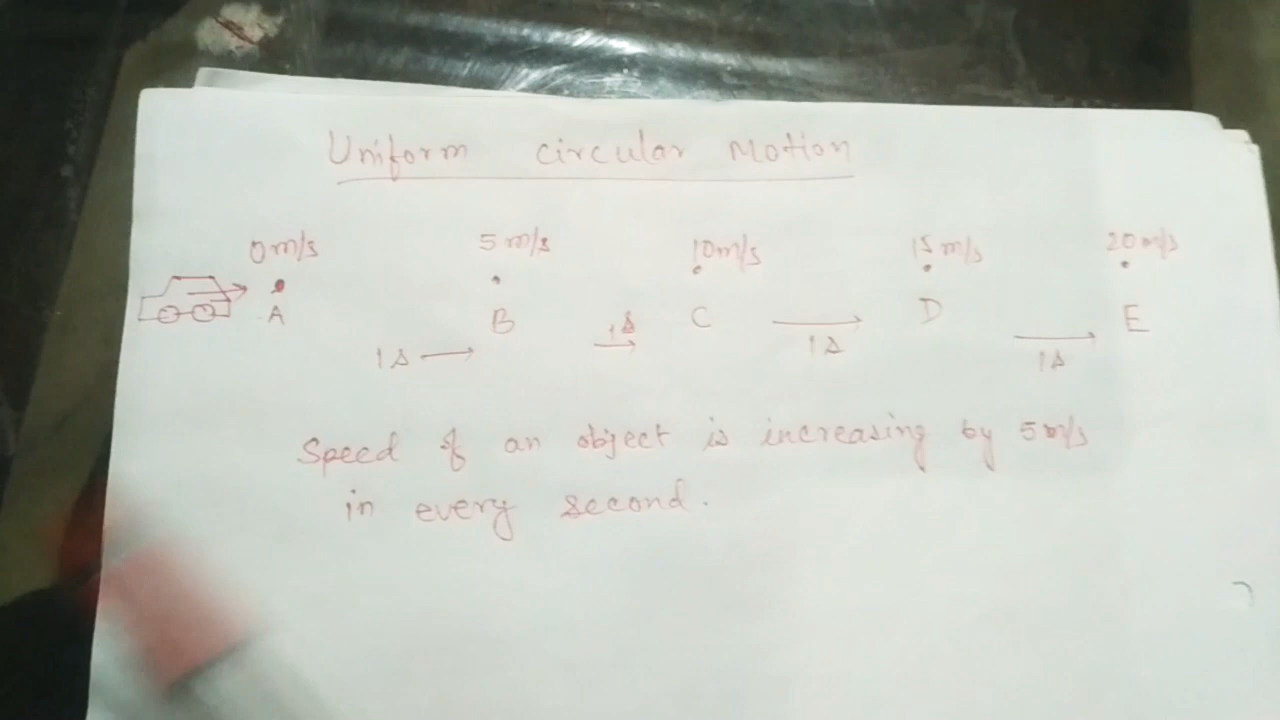 Uniform circular Motion
0m/s 5 m/s 10m/s 15 m/s 20 m/s
A B C D E
1s 1s 1s 1s
Speed of an object is increasing by 5 m/s
in every second.